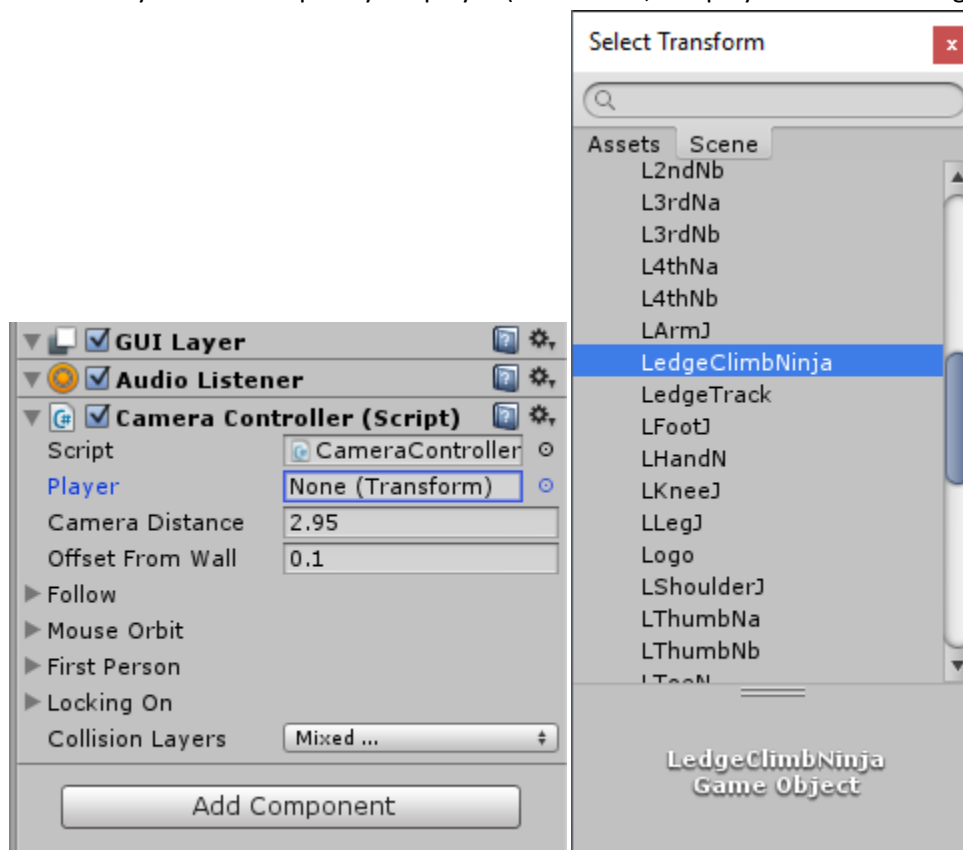 GUI Layer
Audio Listener
Camera Controller (Script)
Script CameraController
Player None (Transform)
Camera Distance 2.95
Offset From Wall 0.1
Follow
Mouse Orbit
First Person
Locking On
Collision Layers Mixed ...
Add Component
Select Transform
x
Assets Scene
L2ndNb
L3rdNa
L3rdNb
L4thNa
L4thNb
LArmJ
LedgeClimbNinja
LedgeTrack
LFootJ
LHandN
LKneeJ
LLegJ
Logo
LShoulderJ
LThumbNa
LThumbNb
LedgeClimbNinja
Game Object